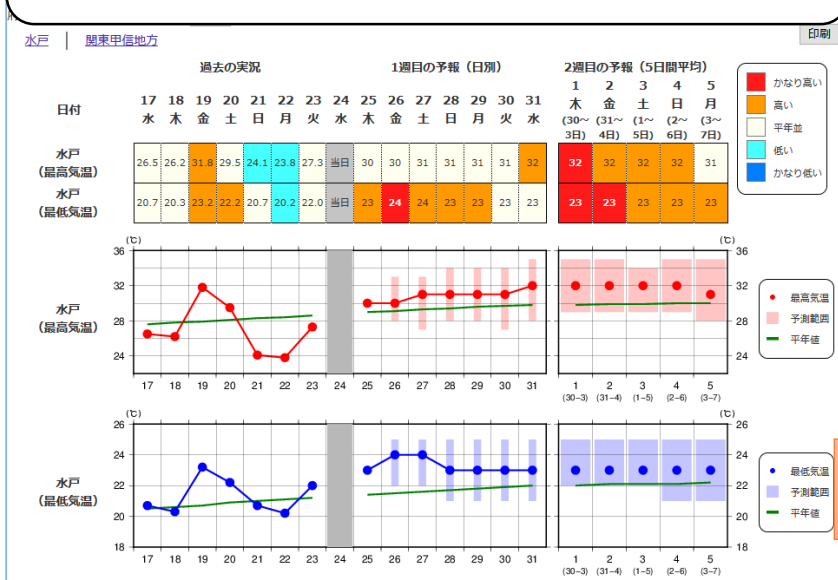 印刷
水戸 | 関東甲信地方
過去の実況 1週目の予報（日別） 2週目の予報（5日間平均）
日付
17 18 19 20 21 22 23 24 25 26 27 28 29 30 31 1 2 3 4 5
水 木 金 土 日 月 火 水 木 金 土 日 月 火 水 木 金 土 日 月
(30～3日) (31～4日) (1～5日) (2～6日) (3～7日)
水戸（最高気温） 26.5 26.2 31.8 29.5 24.1 23.8 27.3 当日 30 30 31 31 31 31 32 32 32 32 32 31
水戸（最低気温） 20.7 20.3 23.2 22.2 20.7 20.2 22.0 当日 23 24 24 23 23 23 23 23 23 23 23 23
かなり高い
高い
平年並
低い
かなり低い
(℃) (℃)
水戸（最高気温）
36 32 28 24
17 18 19 20 21 22 23 24 25 26 27 28 29 30 31 1 2 3 4 5
(30-3) (31-4) (1-5) (2-6) (3-7)
36 32 28 24
最高気温
予測範囲
平年値
(℃) (℃)
水戸（最低気温）
26 24 22 20 18
17 18 19 20 21 22 23 24 25 26 27 28 29 30 31 1 2 3 4 5
(30-3) (31-4) (1-5) (2-6) (3-7)
26 24 22 20 18
最低気温
予測範囲
平年値